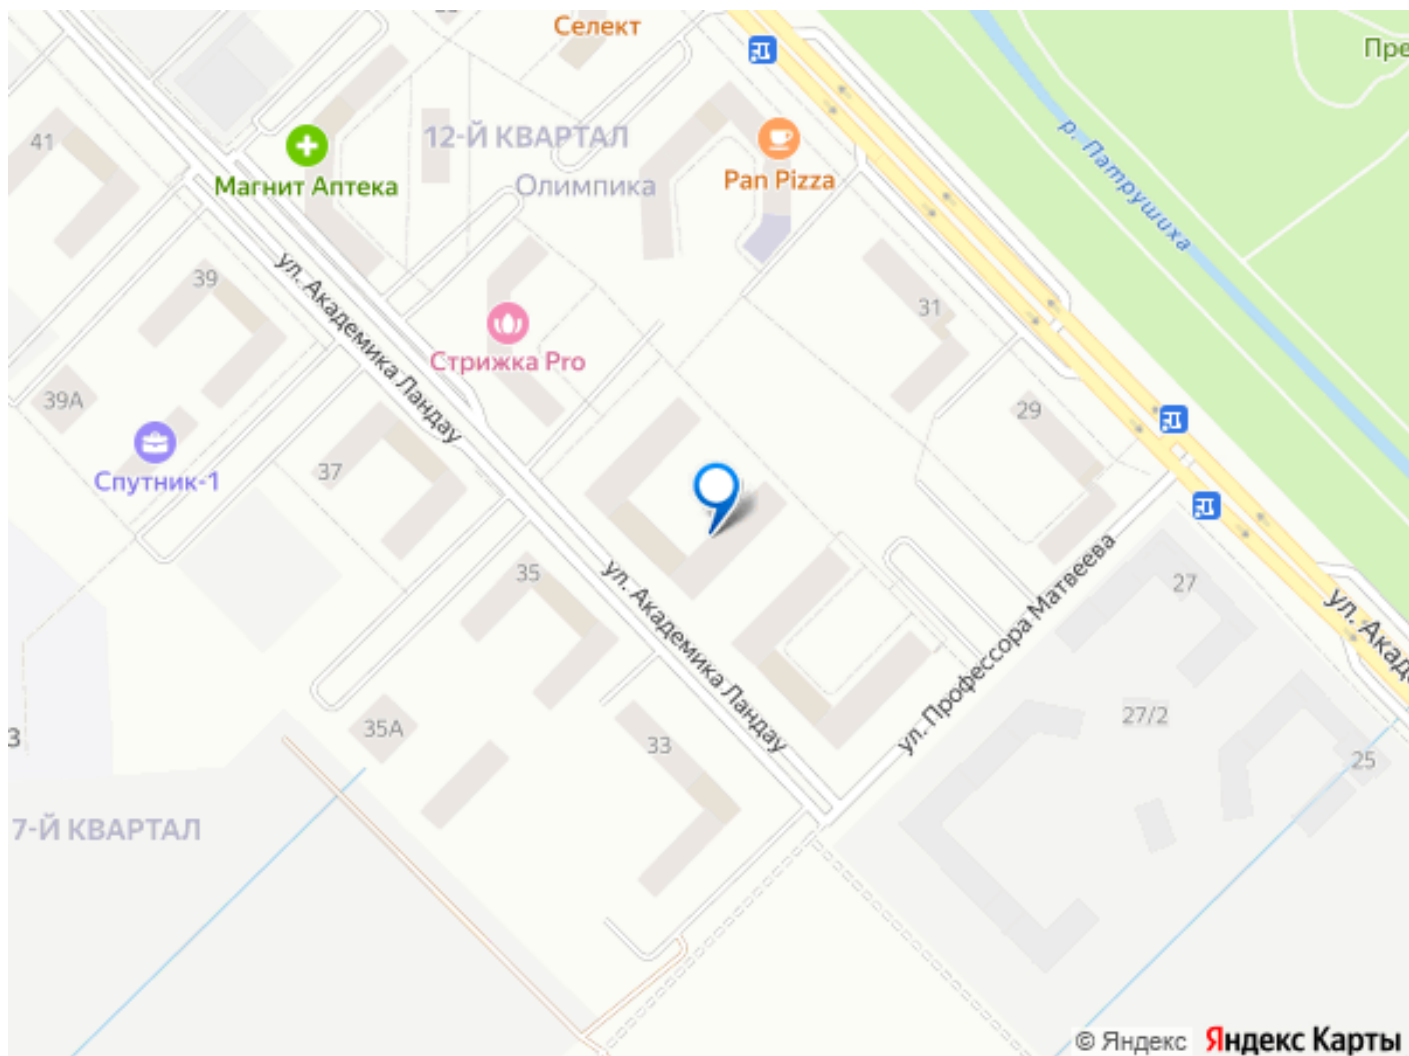 Селект
Пре
р. Патрушиха
41
12-Й КВАРТАЛ
Магнит Аптека
Олимпика
Pan Pizza
39
ул. Академика Ландау
31
Стрижка Pro
39А
29
37
Спутник-1
ул. Академика Ландау
35
ул. Профессора Матвеева
27
ул. Акаде
35А
33
27/2
25
3
7-Й КВАРТАЛ
© Яндекс Яндекс Карты